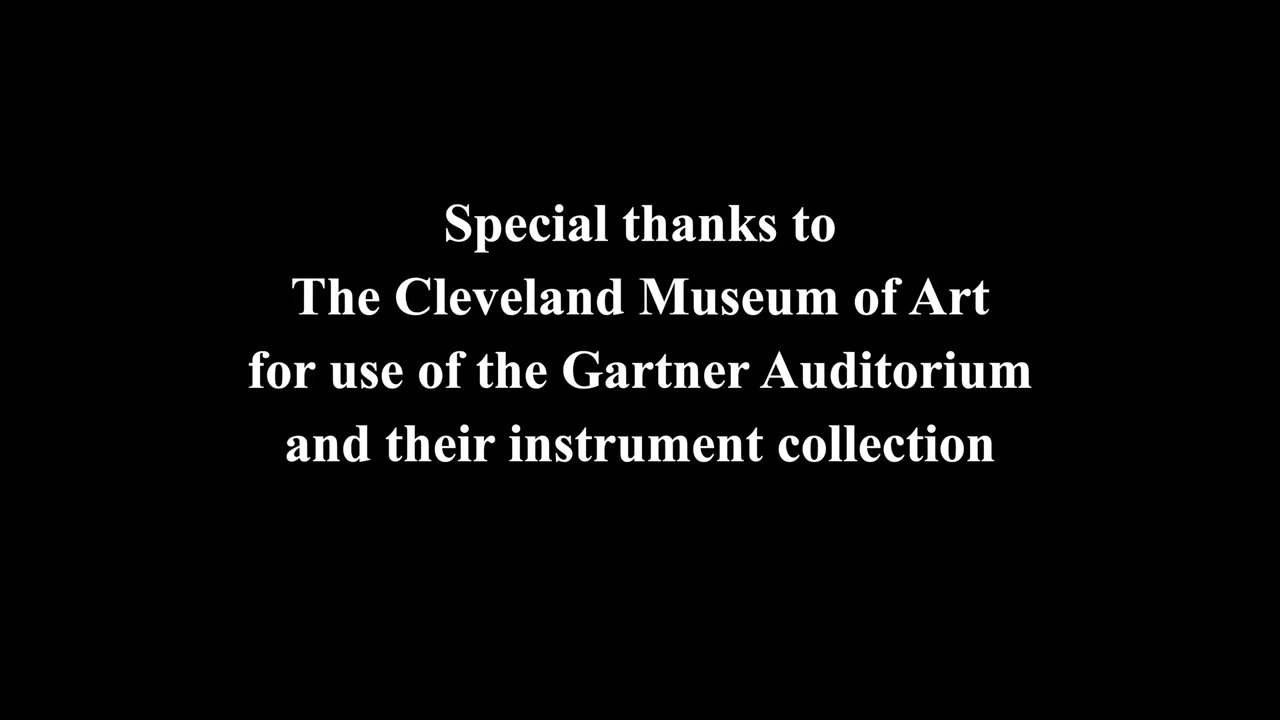 Special thanks to
The Cleveland Museum of Art
for use of the Gartner Auditorium
and their instrument collection